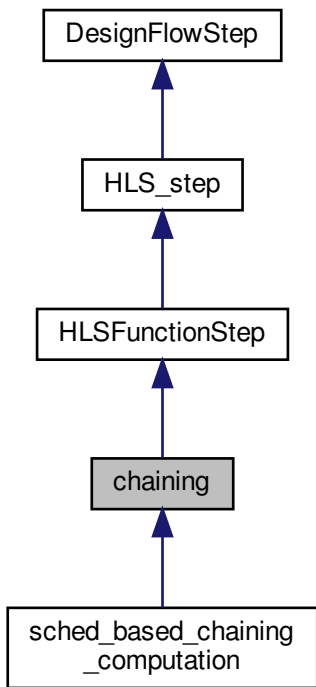 DesignFlowStep
HLS_step
HLSFunctionStep
chaining
sched_based_chaining
_computation